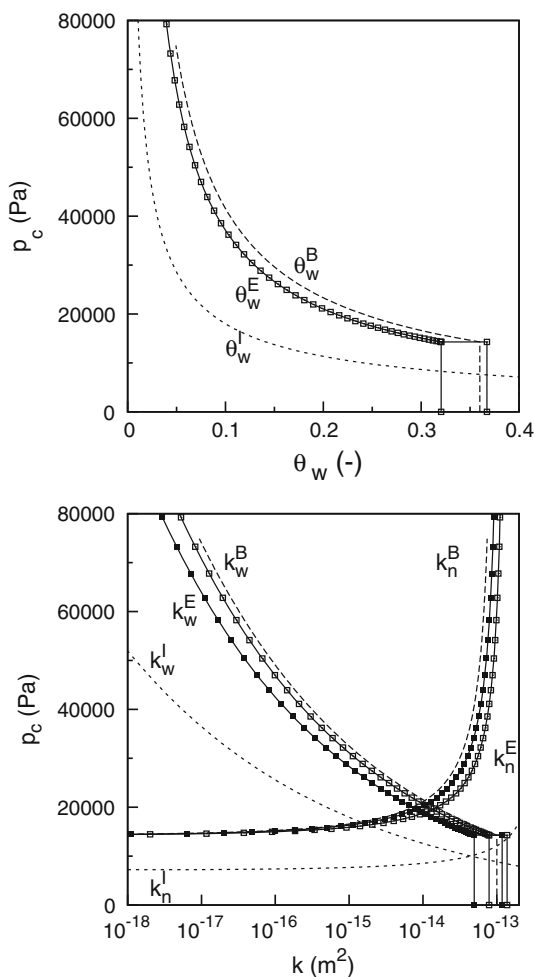 80000
60000
40000
20000
0
p_c (Pa)
θ_w^B
θ_w^E
θ_w^I
0 0.1 0.2 0.3 0.4
θ_w (-)
80000
60000
40000
20000
0
p_c (Pa)
k_w^B
k_n^B
k_w^E
k_w^I
k_n^E
k_n^I
10^-18 10^-17 10^-16 10^-15 10^-14 10^-13
k (m^2)